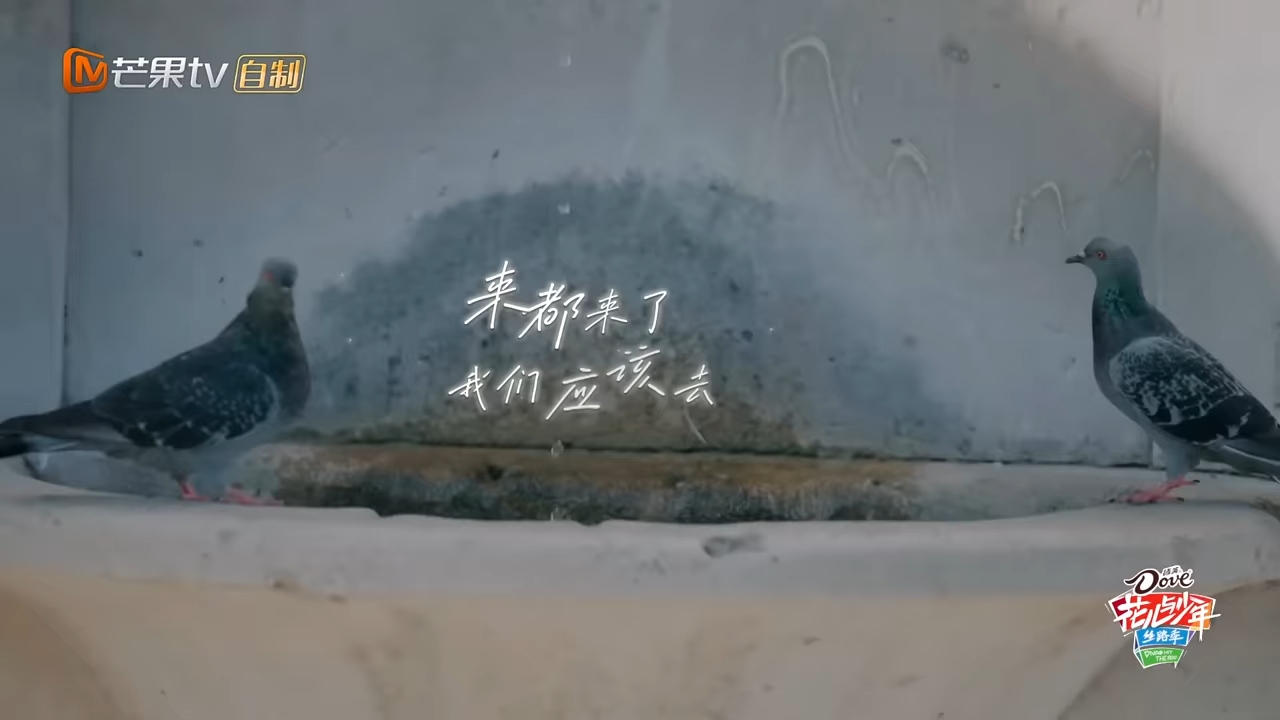 芒果tv 自制
来都来了
我们应该去
Dove
花儿与少年
丝路季